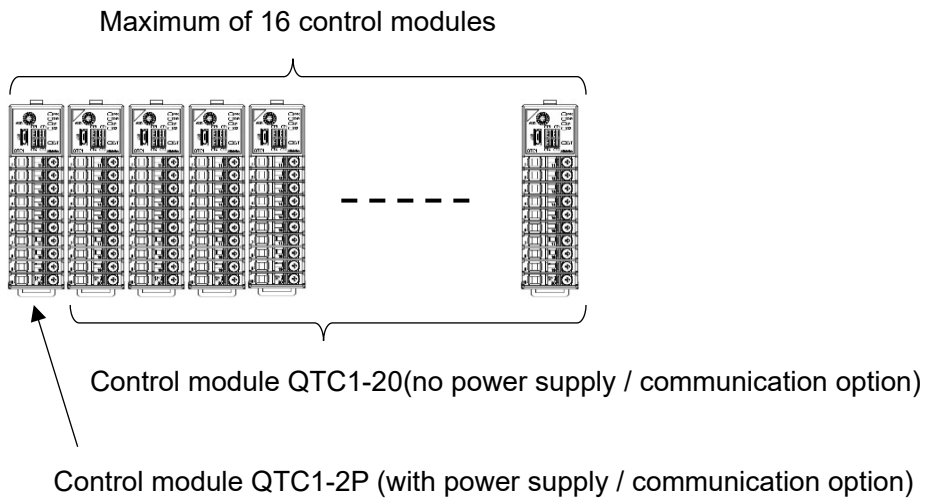 Maximum of 16 control modules
Control module QTC1-20(no power supply / communication option)
Control module QTC1-2P (with power supply / communication option)